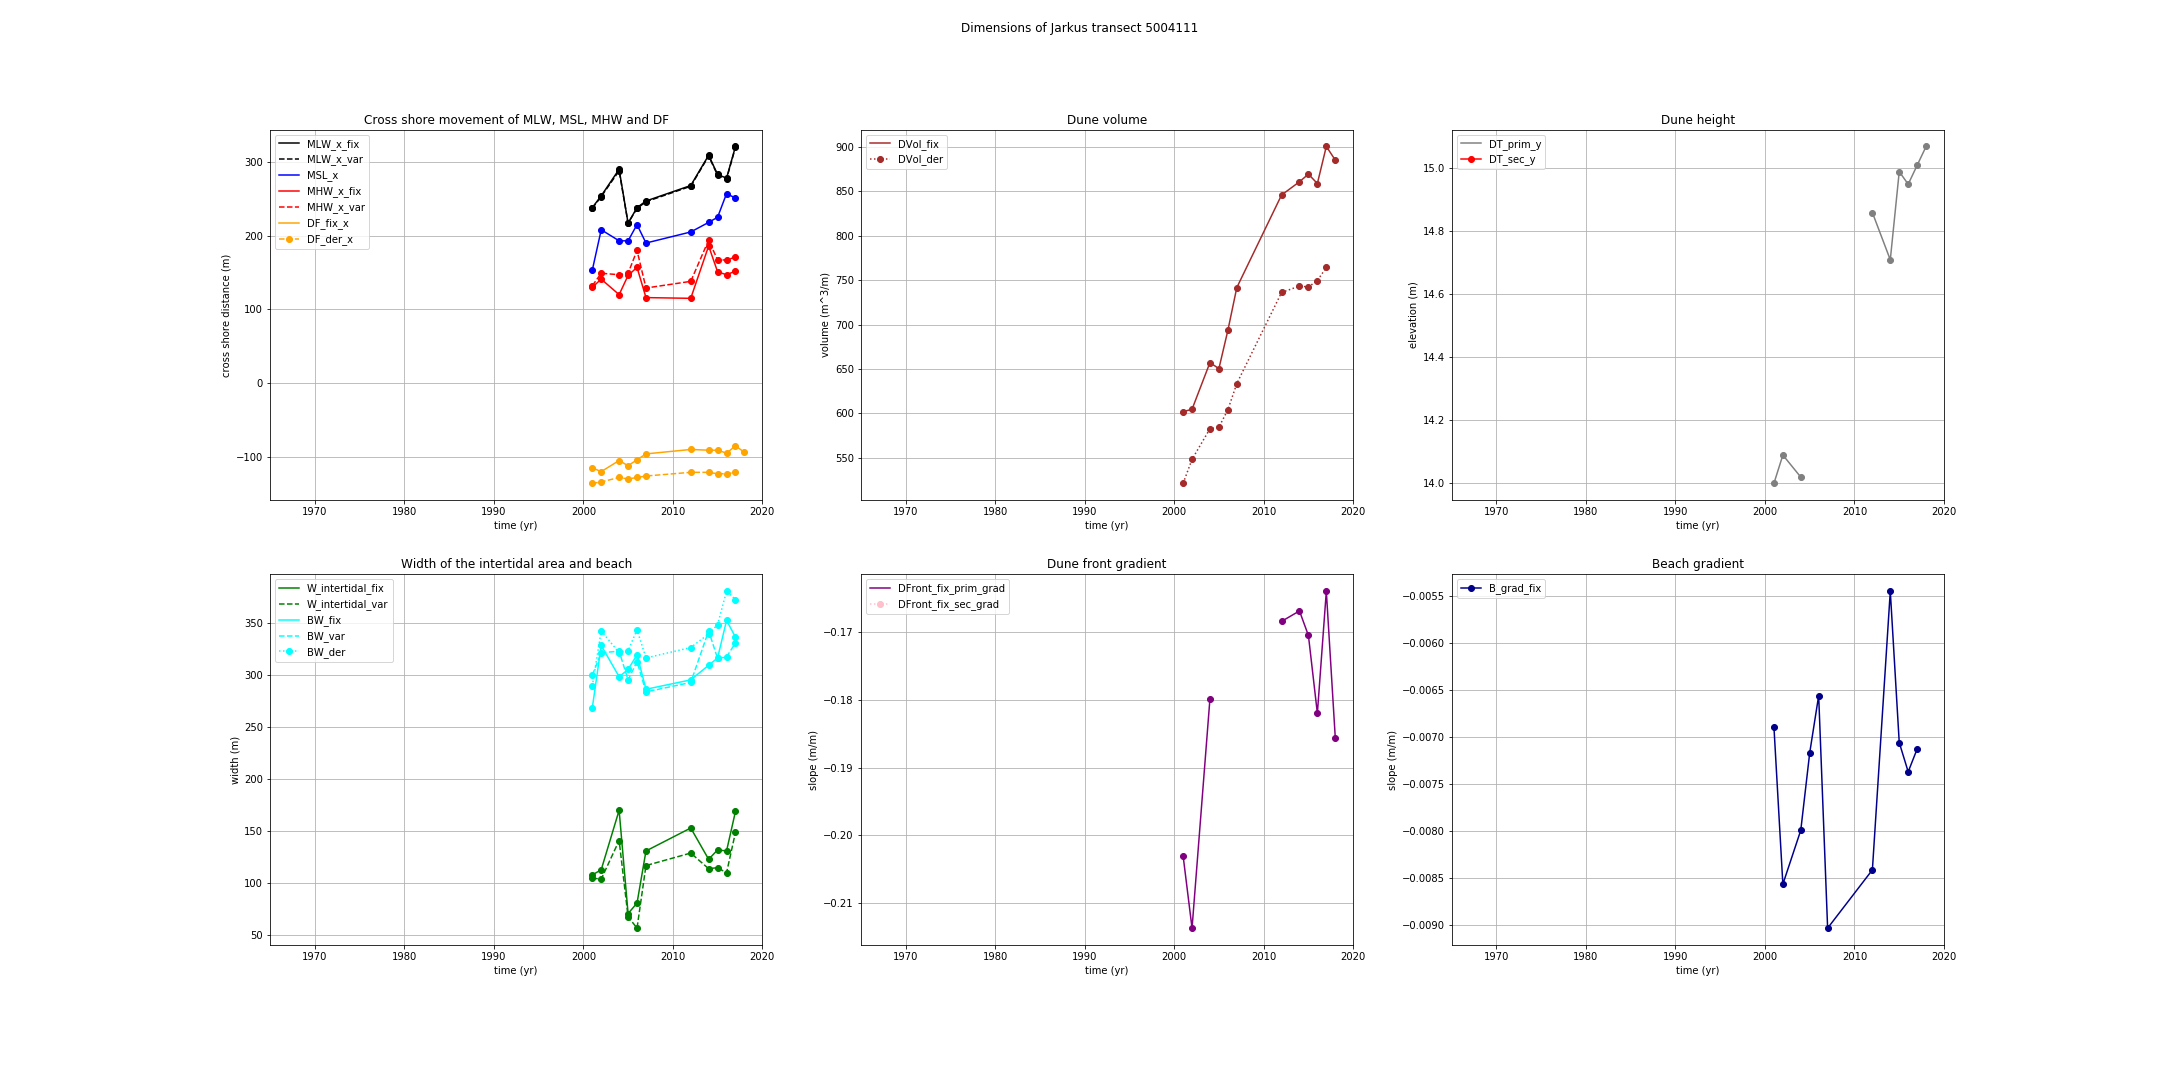 Dimensions of Jarkus transect 5004111
Cross shore movement of MLW, MSL, MHW and DF
MLW_x_fix
MLW_x_var
MSL_x
MHW_x_fix
MHW_x_var
DF_fix_x
DF_der_x
300
200
100
0
−100
cross shore distance (m)
1970 1980 1990 2000 2010 2020
time (yr)
Dune volume
DVol_fix
DVol_der
900
850
800
750
700
650
600
550
volume (m^3/m)
1970 1980 1990 2000 2010 2020
time (yr)
Dune height
DT_prim_y
DT_sec_y
15.0
14.8
14.6
14.4
14.2
14.0
elevation (m)
1970 1980 1990 2000 2010 2020
time (yr)
Width of the intertidal area and beach
W_intertidal_fix
W_intertidal_var
BW_fix
BW_var
BW_der
350
300
250
200
150
100
50
width (m)
1970 1980 1990 2000 2010 2020
time (yr)
Dune front gradient
DFront_fix_prim_grad
DFront_fix_sec_grad
−0.17
−0.18
−0.19
−0.20
−0.21
slope (m/m)
1970 1980 1990 2000 2010 2020
time (yr)
Beach gradient
B_grad_fix
−0.0055
−0.0060
−0.0065
−0.0070
−0.0075
−0.0080
−0.0085
−0.0090
slope (m/m)
1970 1980 1990 2000 2010 2020
time (yr)